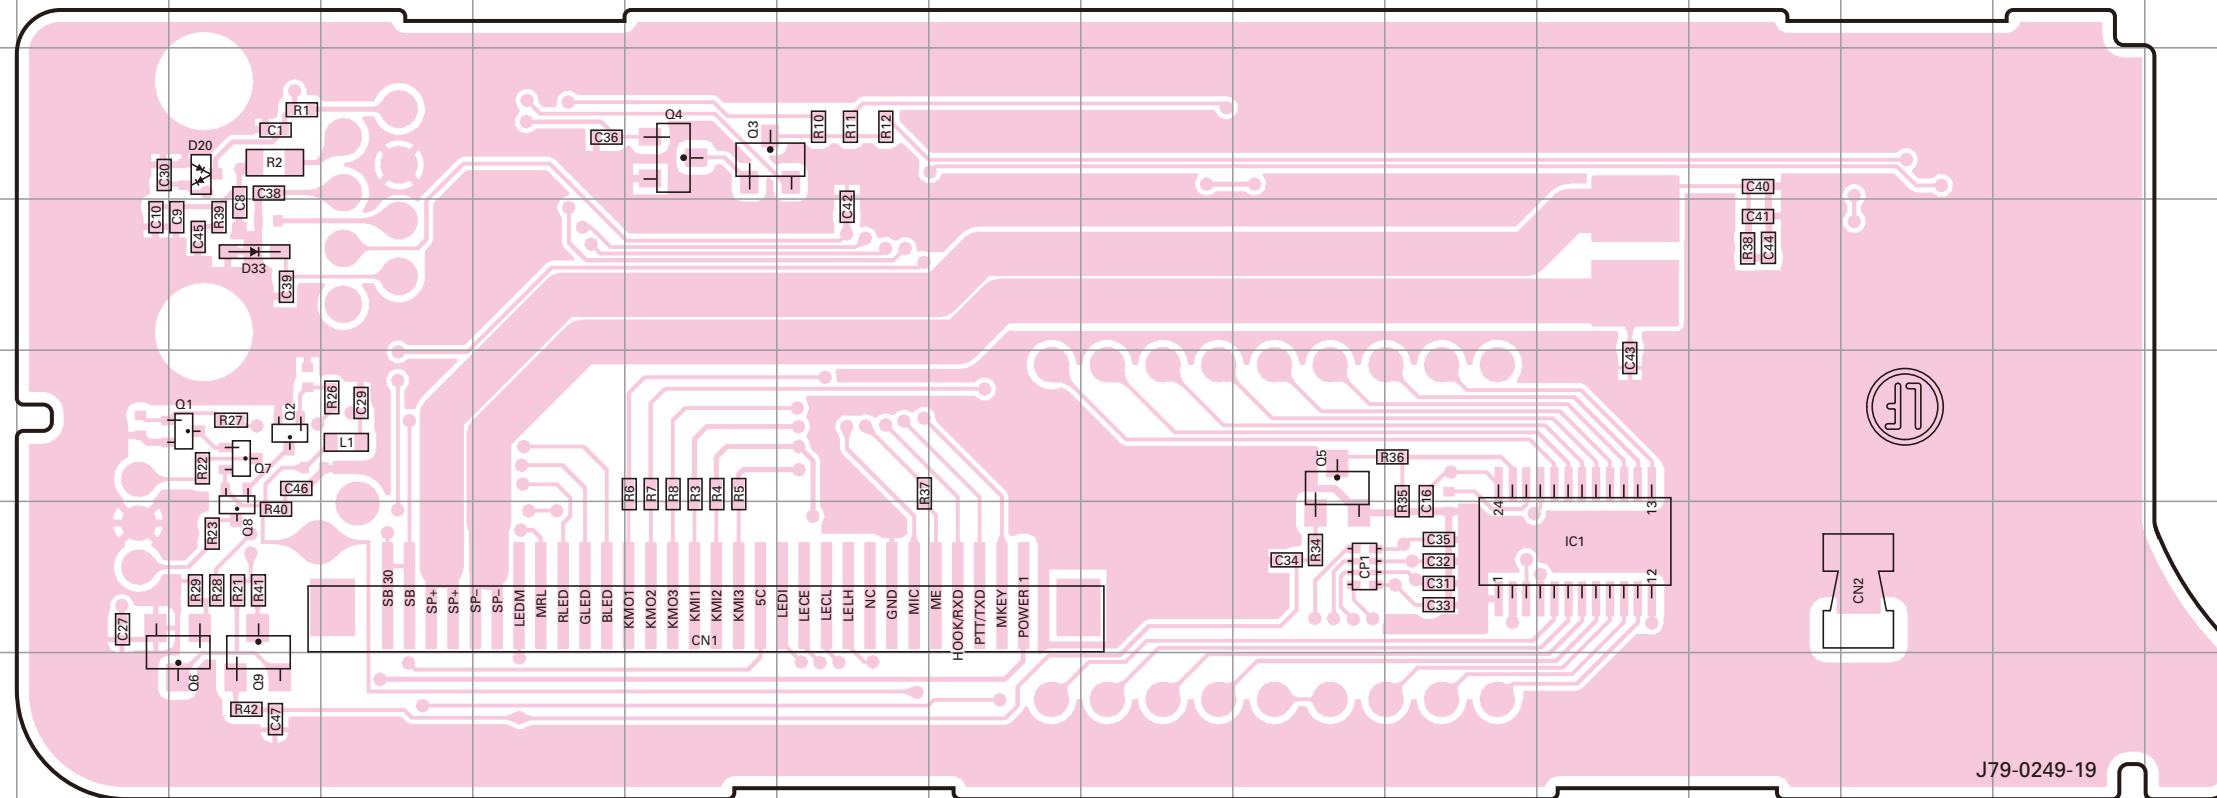 R1
C1
D20
R2
C30
C38
C8
C10
C9
R39
C45
D33
C39
C36
Q4
Q3
R10
R11
R12
C42
C40
C41
R38
C44
C43
Q1
R27
Q2
R26
C29
L1
R22
Q7
C46
R40
Q8
R23
R29
R28
R21
R41
C27
Q6
Q9
R42
C47
R6
R7
R8
R3
R4
R5
R37
SB 30
SB
SP+
SP+
SP-
SP-
LEDM
MRL
RLED
GLED
BLED
KMO1
KMO2
KMO3
KMI1
KMI2
KMI3
5C
LEDI
LECE
LECL
LELH
NC
GND
MIC
ME
HOOK/RXD
PTT/TXD
MKEY
POWER 1
CN1
Q5
R36
R35
C16
C34
R34
CP1
C35
C32
C31
C33
24
13
IC1
1
12
CN2
J79-0249-19